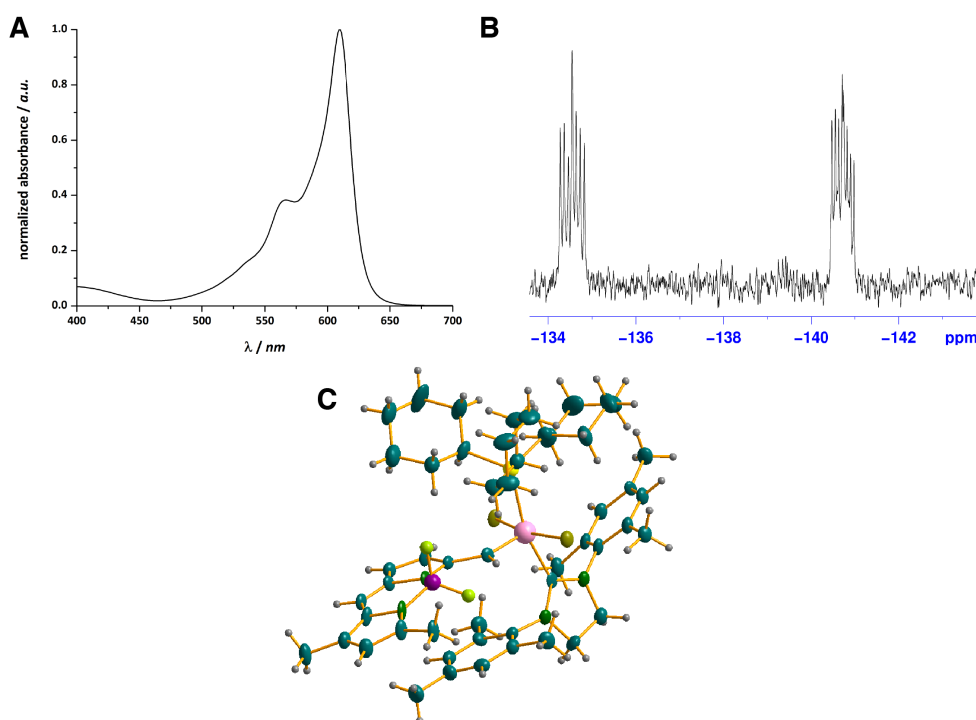 A
normalized absorbance / a.u.
1.0
0.8
0.6
0.4
0.2
0.0
400 450 500 550 600 650 700
λ / nm
B
−134 −136 −138 −140 −142 ppm
C